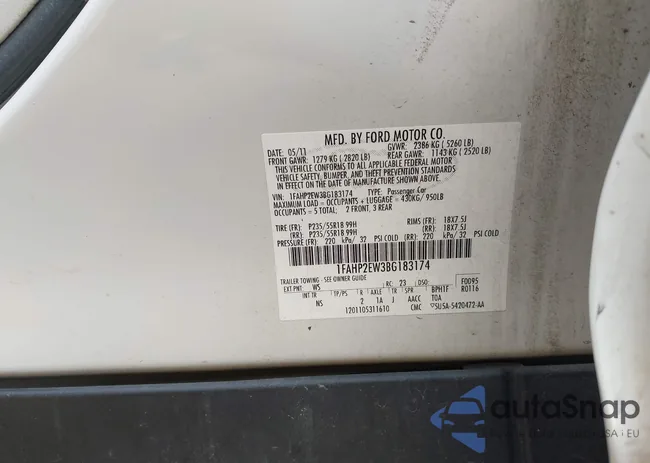 MFD. BY FORD MOTOR CO.
DATE: 05/11 GVWR: 2386 KG ( 5260 LB)
FRONT GAWR: 1279 KG ( 2820 LB) REAR GAWR: 1143 KG ( 2520 LB)
THIS VEHICLE CONFORMS TO ALL APPLICABLE FEDERAL MOTOR
VEHICLE SAFETY, BUMPER, AND THEFT PREVENTION STANDARDS
IN EFFECT ON THE DATE OF MANUFACTURE SHOWN ABOVE.
VIN: 1FAHP2EW3BG183174 TYPE: Passenger Car
MAXIMUM LOAD = OCCUPANTS + LUGGAGE = 430KG/ 950LB
OCCUPANTS = 5 TOTAL; 2 FRONT, 3 REAR
TIRE (FR): P235/55R18 99H RIMS (FR): 18X7.5J
(RR): P235/55R18 99H (RR): 18X7.5J
PRESSURE (FR) 220 kPa/ 32 PSI COLD (RR) 220 kPa/ 32 PSI COLD
1FAHP2EW3BG183174
TRAILER TOWING - SEE OWNER GUIDE
EXT PNT: WS RC: 23 DSO: F0095
INT TR TP/PS R AXLE TR SPR BPH1F R0116
NS 2 1A J AACC TOA
1201105311610 CMC SU5A-5420472-AA
autoSnap
USA • EU